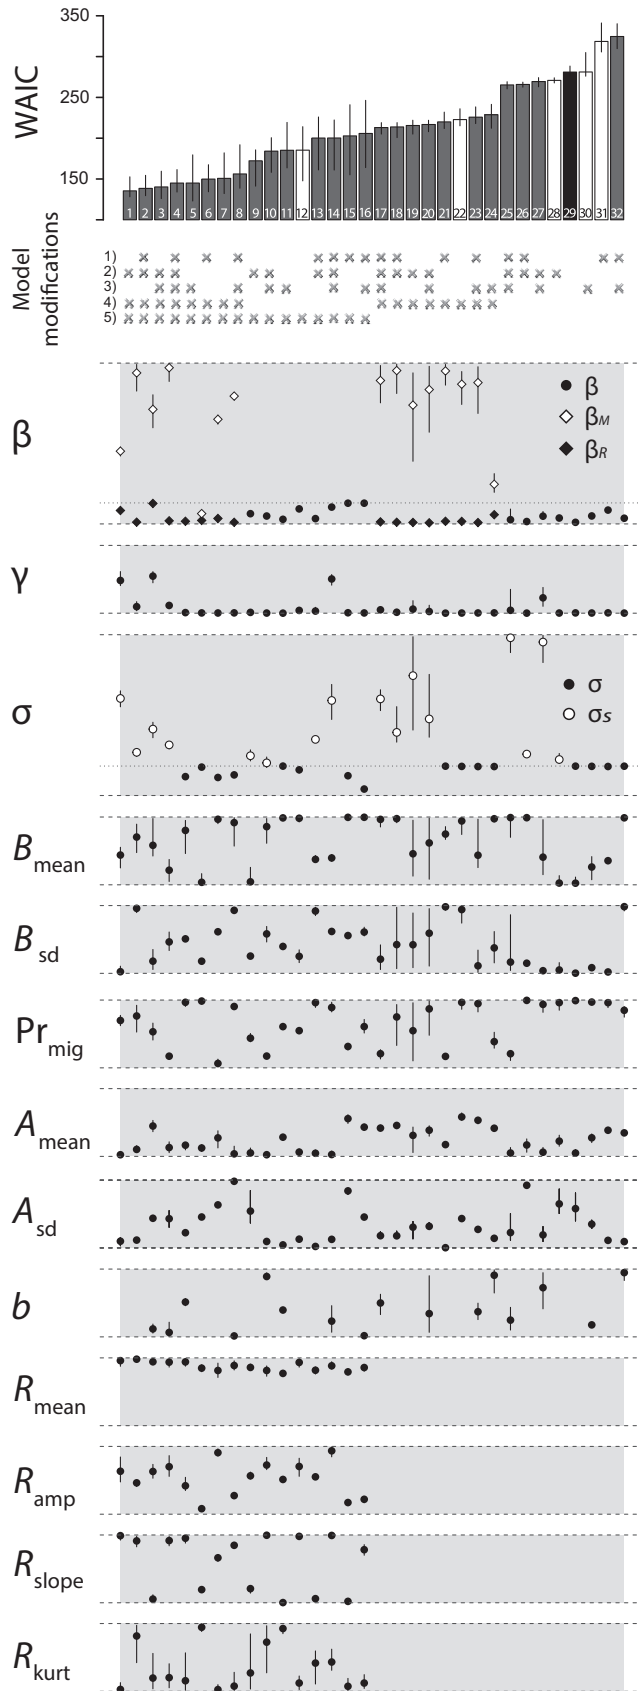 350
250
150
WAIC
1 2 3 4 5 6 7 8 9 10 11 12 13 14 15 16 17 18 19 20 21 22 23 24 25 26 27 28 29 30 31 32
Model
modifications
1)
2)
3)
4)
5)
β
β
βM
βR
γ
σ
σ
σs
Bmean
Bsd
Prmig
Amean
Asd
b
Rmean
Ramp
Rslope
Rkurt